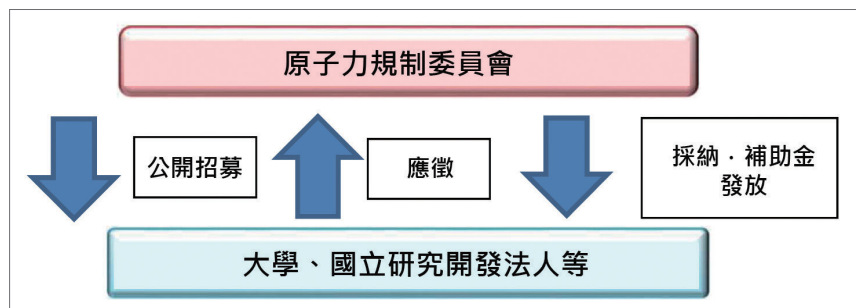 原子力規制委員會
公開招募
應徵
採納．補助金
發放
大學、國立研究開發法人等